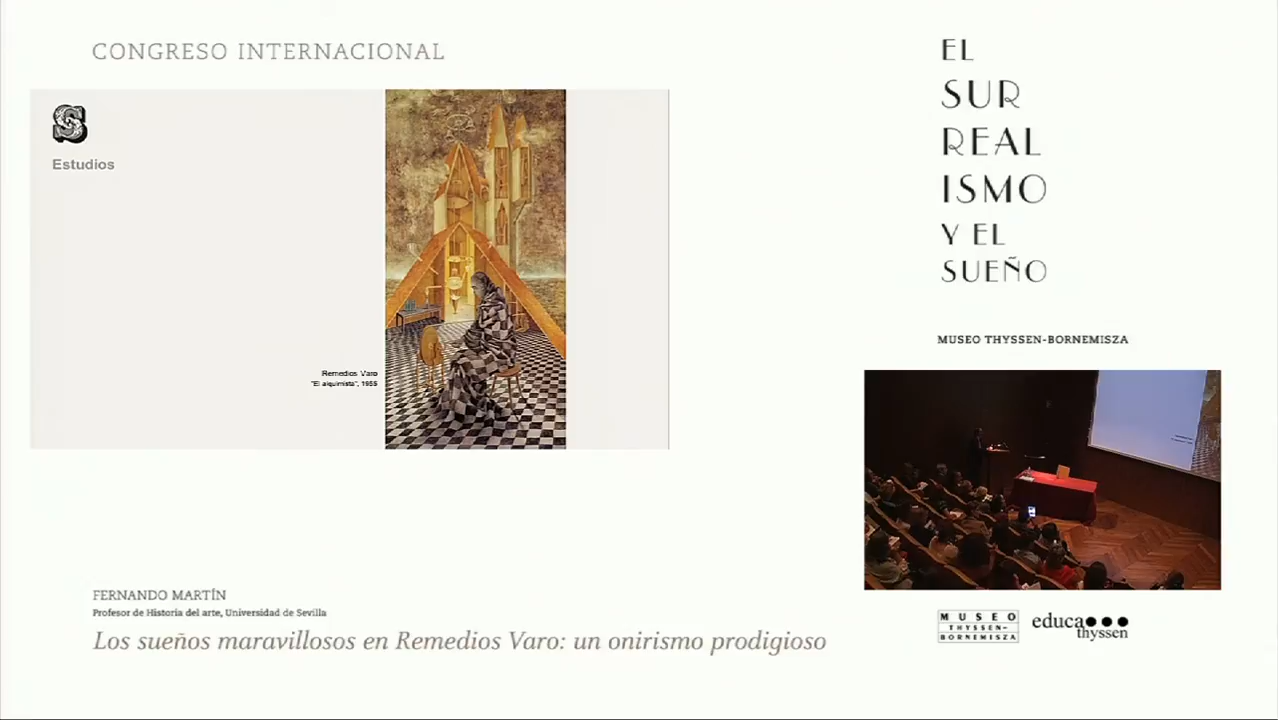 CONGRESO INTERNACIONAL
S
Estudios
Remedios Varo
"El alquimista", 1955
EL
SUR
REAL
ISMO
Y EL
SUEÑO
MUSEO THYSSEN-BORNEMISZA
FERNANDO MARTÍN
Profesor de Historia del arte, Universidad de Sevilla
Los sueños maravillosos en Remedios Varo: un onirismo prodigioso
MUSEO
THYSSEN-
BORNEMISZA
educa
thyssen